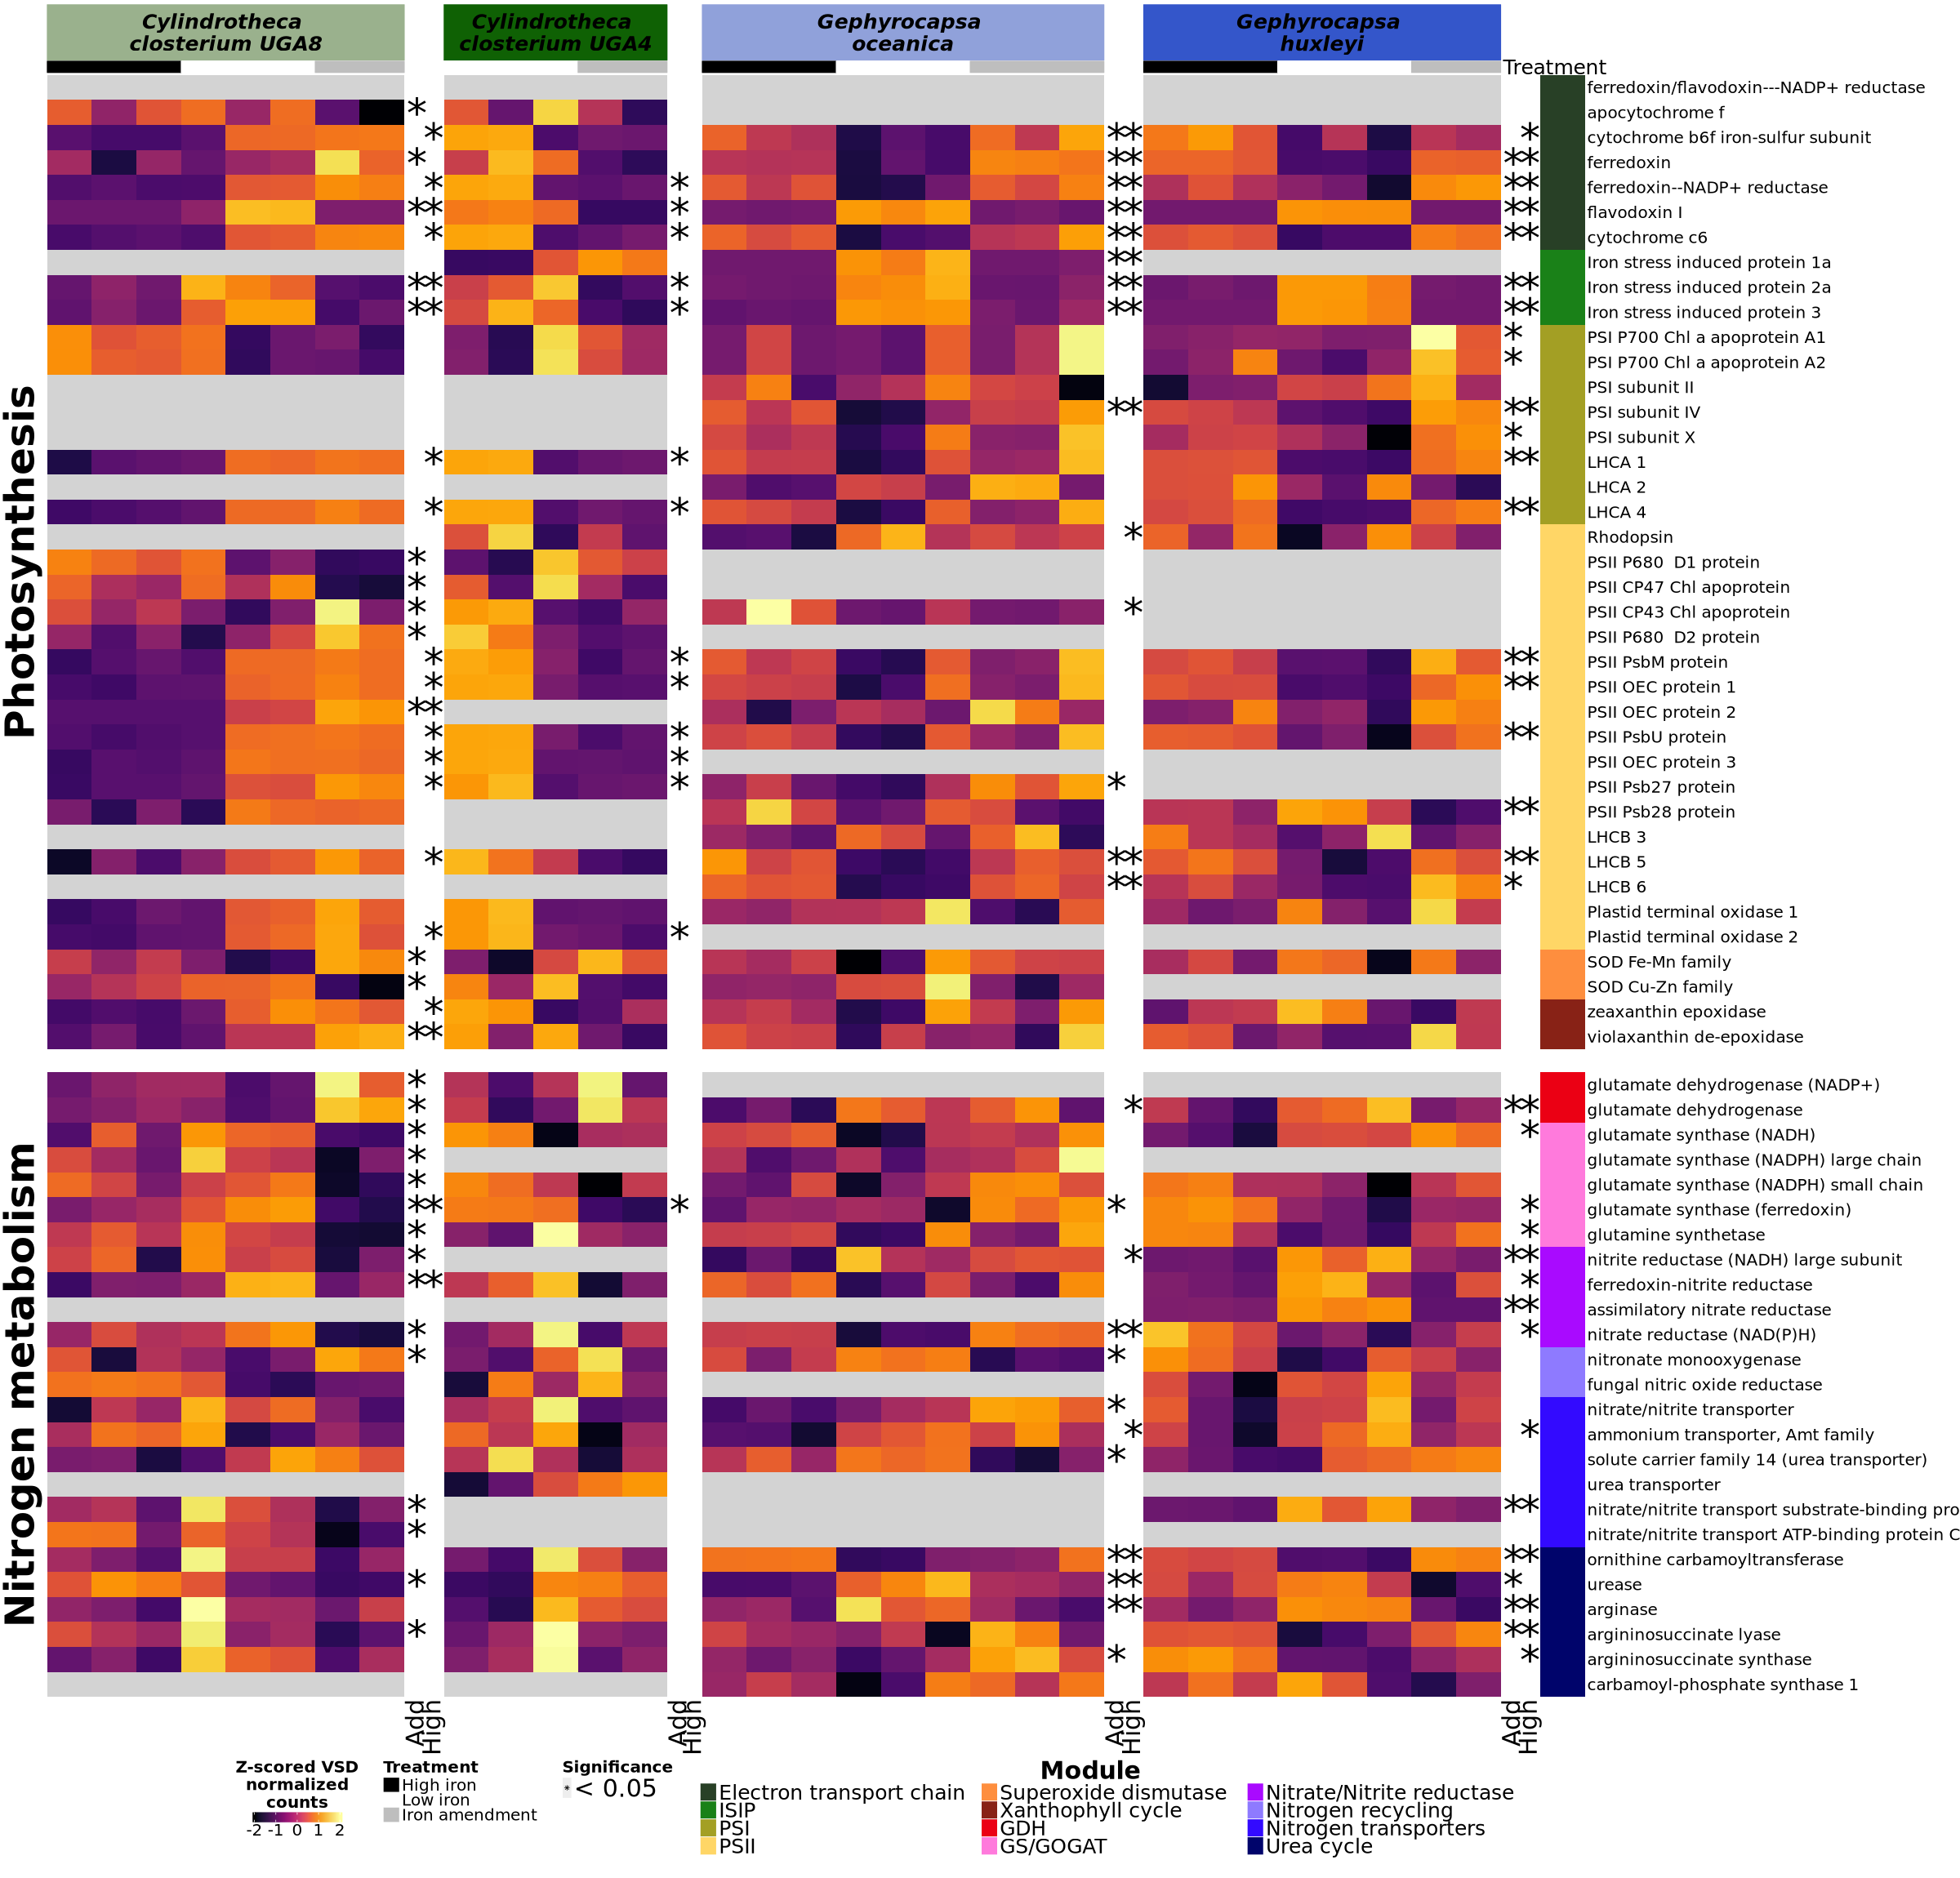 Cylindrotheca
closterium UGA8
Cylindrotheca
closterium UGA4
Gephyrocapsa
oceanica
Gephyrocapsa
huxleyi
Treatment
Photosynthesis
ferredoxin/flavodoxin---NADP+ reductase
apocytochrome f
cytochrome b6f iron-sulfur subunit
ferredoxin
ferredoxin--NADP+ reductase
flavodoxin I
cytochrome c6
Iron stress induced protein 1a
Iron stress induced protein 2a
Iron stress induced protein 3
PSI P700 Chl a apoprotein A1
PSI P700 Chl a apoprotein A2
PSI subunit II
PSI subunit IV
PSI subunit X
LHCA 1
LHCA 2
LHCA 4
Rhodopsin
PSII P680 D1 protein
PSII CP47 Chl apoprotein
PSII CP43 Chl apoprotein
PSII P680 D2 protein
PSII PsbM protein
PSII OEC protein 1
PSII OEC protein 2
PSII PsbU protein
PSII OEC protein 3
PSII Psb27 protein
PSII Psb28 protein
LHCB 3
LHCB 5
LHCB 6
Plastid terminal oxidase 1
Plastid terminal oxidase 2
SOD Fe-Mn family
SOD Cu-Zn family
zeaxanthin epoxidase
violaxanthin de-epoxidase
Nitrogen metabolism
glutamate dehydrogenase (NADP+)
glutamate dehydrogenase
glutamate synthase (NADH)
glutamate synthase (NADPH) large chain
glutamate synthase (NADPH) small chain
glutamate synthase (ferredoxin)
glutamine synthetase
nitrite reductase (NADH) large subunit
ferredoxin-nitrite reductase
assimilatory nitrate reductase
nitrate reductase (NAD(P)H)
nitronate monooxygenase
fungal nitric oxide reductase
nitrate/nitrite transporter
ammonium transporter, Amt family
solute carrier family 14 (urea transporter)
urea transporter
nitrate/nitrite transport substrate-binding pro
nitrate/nitrite transport ATP-binding protein C
ornithine carbamoyltransferase
urease
arginase
argininosuccinate lyase
argininosuccinate synthase
carbamoyl-phosphate synthase 1
Add
High
Add
High
Add
High
Add
High
Z-scored VSD
normalized
counts
-2 -1 0 1 2
Treatment
High iron
Low iron
Iron amendment
Significance
* < 0.05
Module
Electron transport chain
ISIP
PSI
PSII
Superoxide dismutase
Xanthophyll cycle
GDH
GS/GOGAT
Nitrate/Nitrite reductase
Nitrogen recycling
Nitrogen transporters
Urea cycle